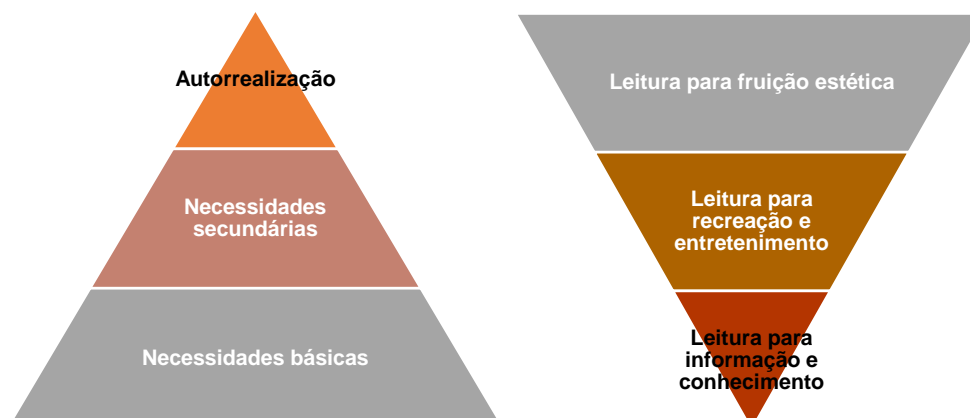 Autorrealização
Necessidades
secundárias
Necessidades básicas
Leitura para fruição estética
Leitura para
recreação e
entretenimento
Leitura para
informação e
conhecimento